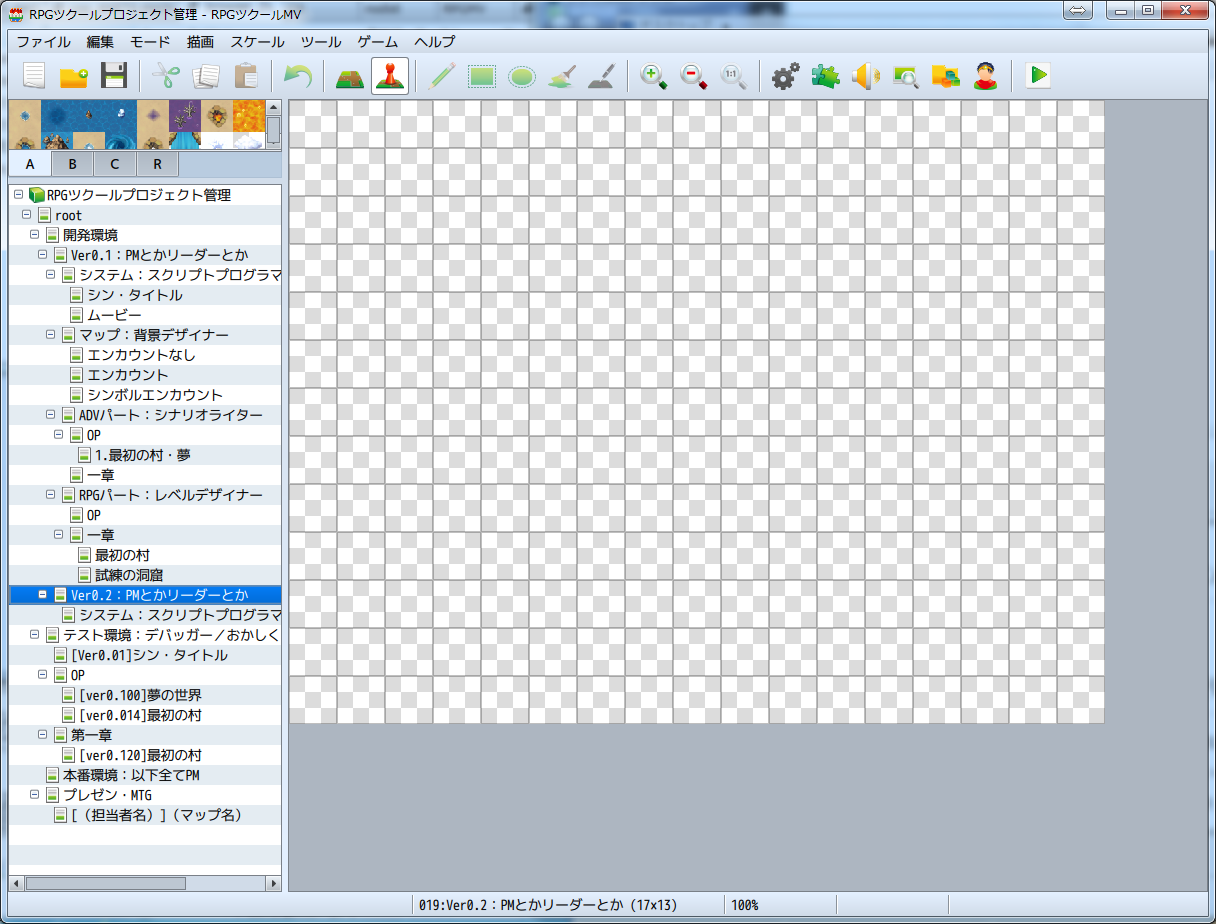 RPGツクールプロジェクト管理 - RPGツクールMV
ファイル 編集 モード 描画 スケール ツール ゲーム ヘルプ
1:1
A B C R
RPGツクールプロジェクト管理
root
開発環境
Ver0.1：PMとかリーダーとか
システム：スクリプトプログラマ
シン・タイトル
ムービー
マップ：背景デザイナー
エンカウントなし
エンカウント
シンボルエンカウント
ADVパート：シナリオライター
OP
1.最初の村・夢
一章
RPGパート：レベルデザイナー
OP
一章
最初の村
試練の洞窟
Ver0.2：PMとかリーダーとか
システム：スクリプトプログラマ
テスト環境：デバッガー／おかしく
[Ver0.01]シン・タイトル
OP
[ver0.100]夢の世界
[ver0.014]最初の村
第一章
[ver0.120]最初の村
本番環境：以下全てPM
プレゼン・MTG
[（担当者名）]（マップ名）
019:Ver0.2：PMとかリーダーとか (17x13) 100%